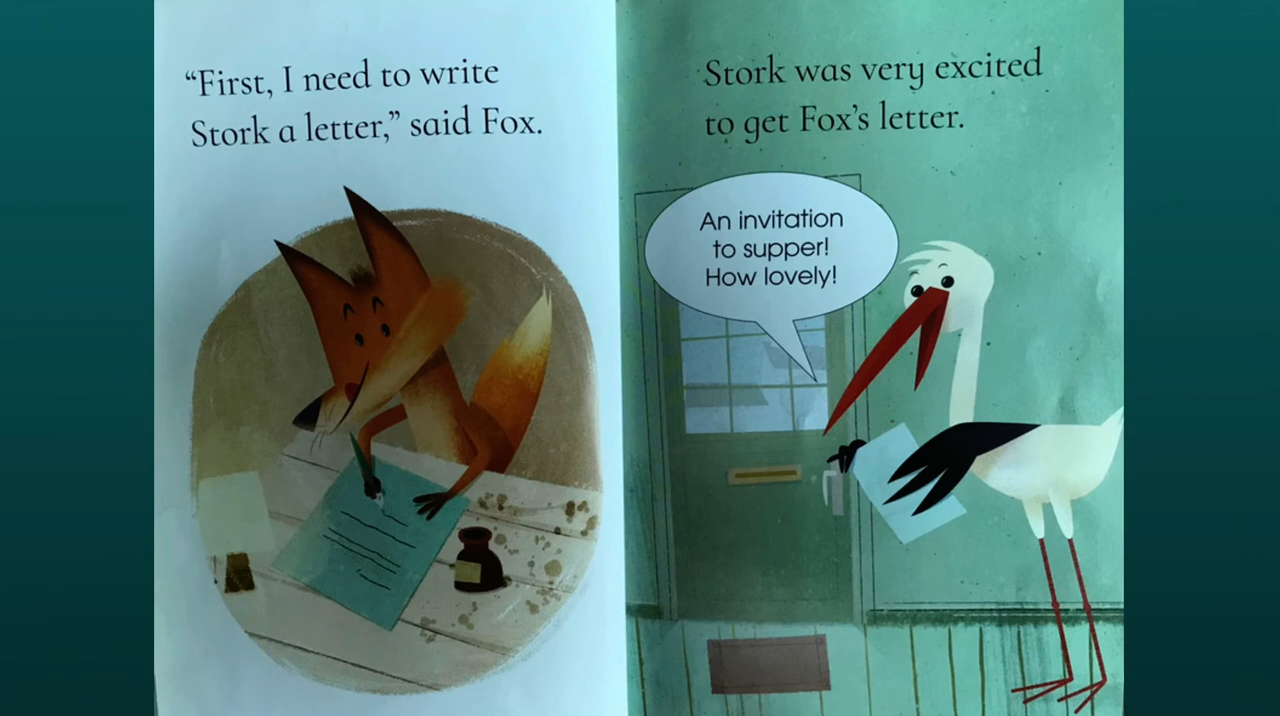 “First, I need to write
Stork a letter,” said Fox.
Stork was very excited
to get Fox’s letter.
An invitation
to supper!
How lovely!